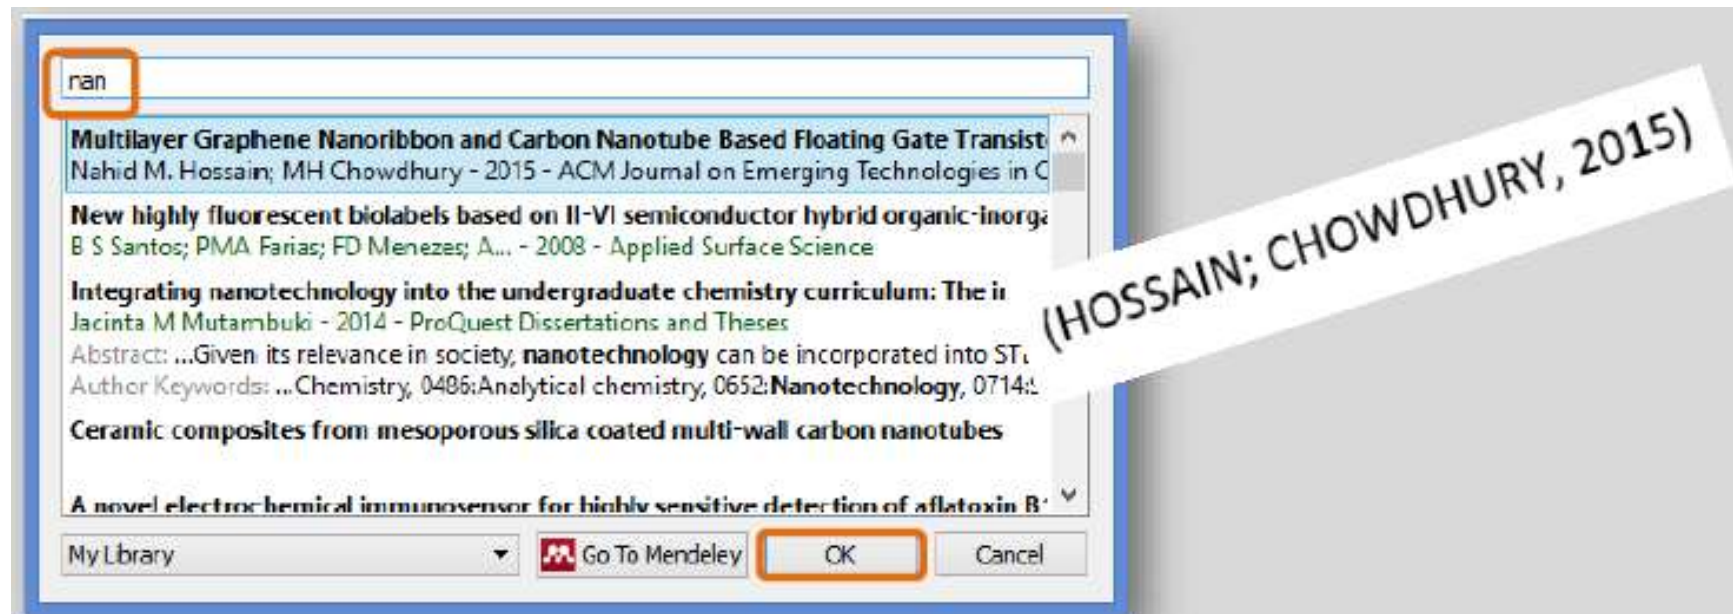 nan
Multilayer Graphene Nanoribbon and Carbon Nanotube Based Floating Gate Transist
Nahid M. Hossain; MH Chowdhury - 2015 - ACM Journal on Emerging Technologies in C
New highly fluorescent biolabels based on II-VI semiconductor hybrid organic-inorga
B S Santos; PMA Farias; FD Menezes; A... - 2008 - Applied Surface Science
Integrating nanotechnology into the undergraduate chemistry curriculum: The
Jacinta M Mutambuki - 2014 - ProQuest Dissertations and Theses
Abstract: ...Given its relevance in society, nanotechnology can be incorporated into
Author Keywords: ...Chemistry, 0486:Analytical chemistry, 0652:Nanotechnology, 0714:
Ceramic composites from mesoporous silica coated multi-wall carbon nanotubes
A novel electrochemical immunosensor for highly sensitive detection of aflatoxin B
My Library
Go To Mendeley
OK
Cancel
(HOSSAIN; CHOWDHURY, 2015)